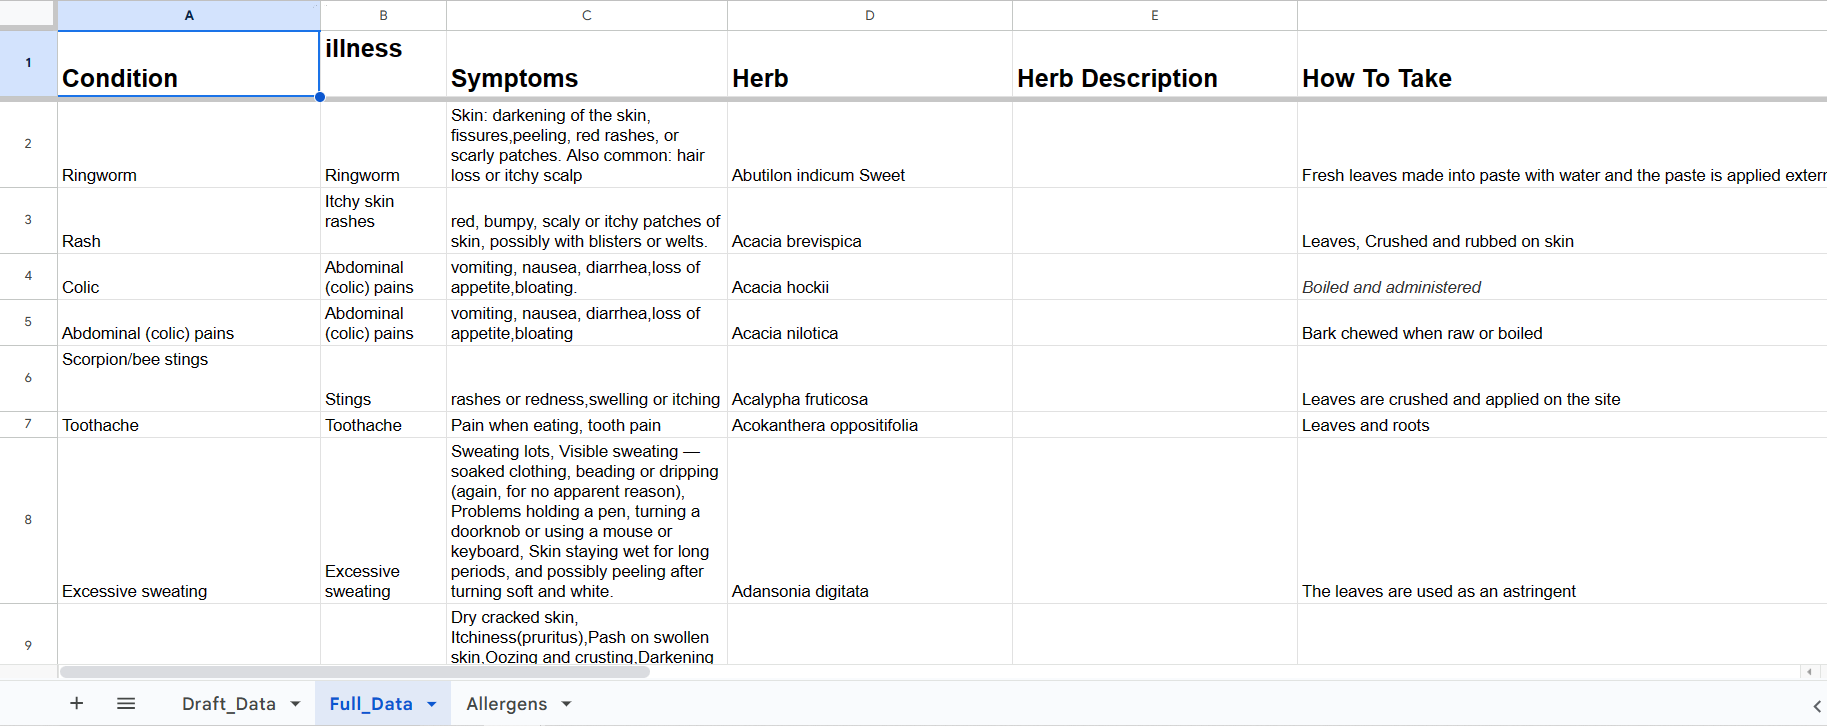 A B C D E
1 Condition illness Symptoms Herb Herb Description How To Take
2 Ringworm Ringworm Skin: darkening of the skin,
fissures,peeling, red rashes, or
scarly patches. Also common: hair
loss or itchy scalp Abutilon indicum Sweet Fresh leaves made into paste with water and the paste is applied
3 Rash Itchy skin
rashes red, bumpy, scaly or itchy patches of
skin, possibly with blisters or welts. Acacia brevispica Leaves, Crushed and rubbed on skin
4 Colic Abdominal
(colic) pains vomiting, nausea, diarrhea,loss of
appetite,bloating. Acacia hockii Boiled and administered
5 Abdominal (colic) pains Abdominal
(colic) pains vomiting, nausea, diarrhea,loss of
appetite,bloating Acacia nilotica Bark chewed when raw or boiled
6 Scorpion/bee stings Stings rashes or redness,swelling or itching Acalypha fruticosa Leaves are crushed and applied on the site
7 Toothache Toothache Pain when eating, tooth pain Acokanthera oppositifolia Leaves and roots
8 Excessive sweating Excessive
sweating Sweating lots, Visible sweating —
soaked clothing, beading or dripping
(again, for no apparent reason),
Problems holding a pen, turning a
doorknob or using a mouse or
keyboard, Skin staying wet for long
periods, and possibly peeling after
turning soft and white. Adansonia digitata The leaves are used as an astringent
9 Dry cracked skin,
Itchiness(pruritus),Pash on swollen
skin,Oozing and crusting,Darkening
Draft_Data Full_Data Allergens